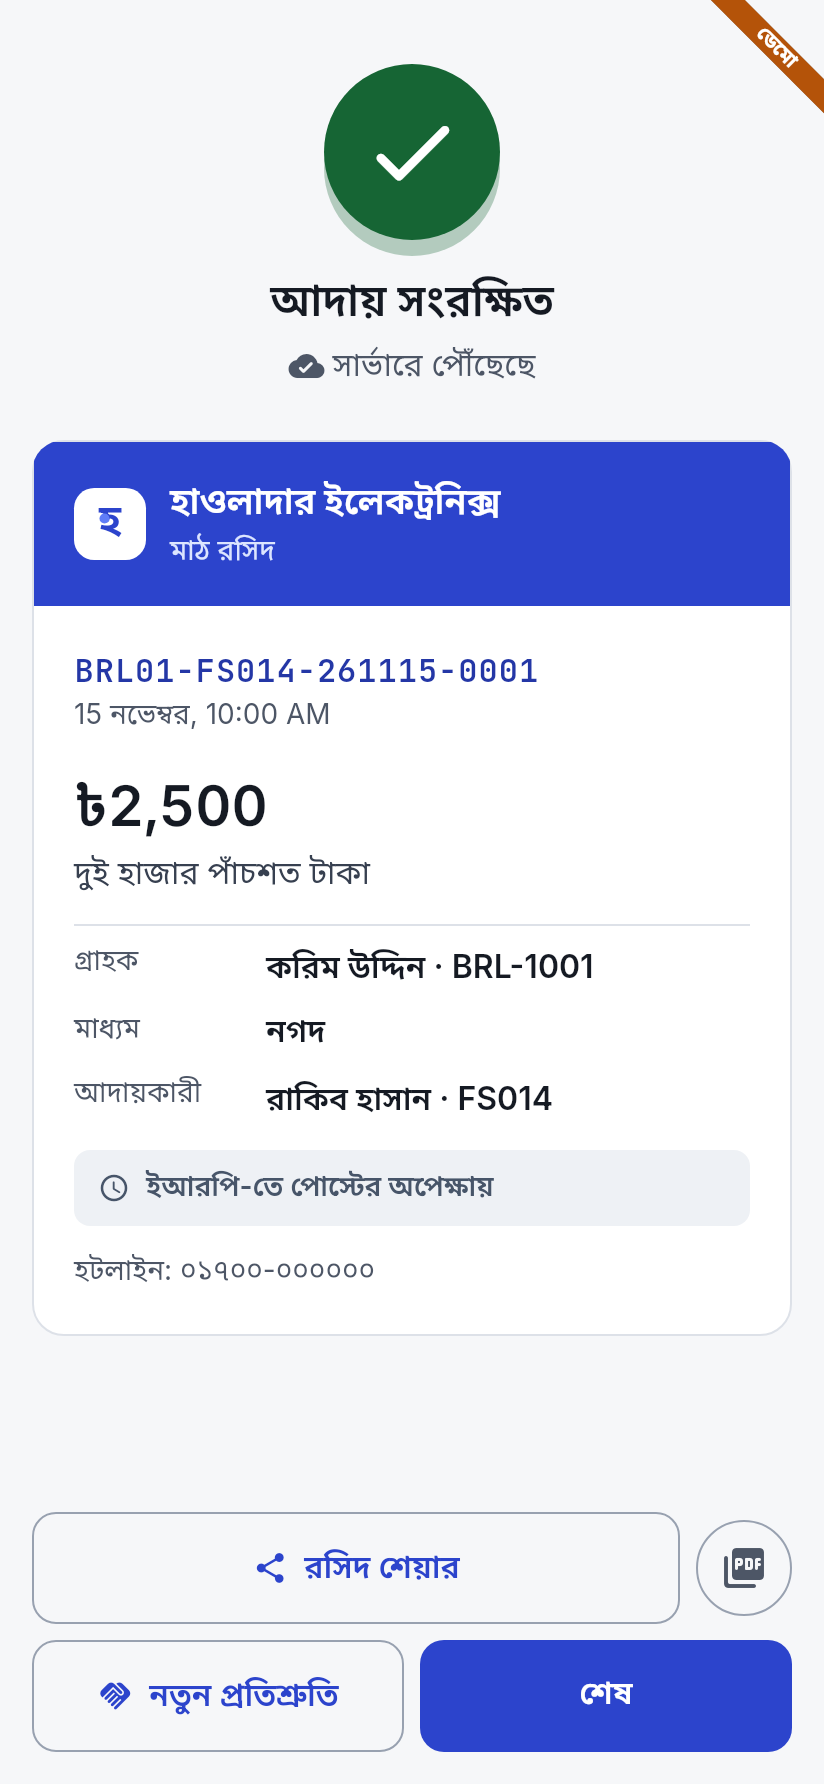 ডেমো
আদায় সংরক্ষিত
সার্ভারে পৌঁছেছে
হ
হাওলাদার ইলেকট্রনিক্স
মাঠ রসিদ
BRL01-FS014-261115-0001
15 নভেম্বর, 10:00 AM
৳2,500
দুই হাজার পাঁচশত টাকা
গ্রাহক করিম উদ্দিন · BRL-1001
মাধ্যম নগদ
আদায়কারী রাকিব হাসান · FS014
ইআরপি-তে পোস্টের অপেক্ষায়
হটলাইন: ০১৭০০-০০০০০০
রসিদ শেয়ার
PDF
নতুন প্রতিশ্রুতি
শেষ